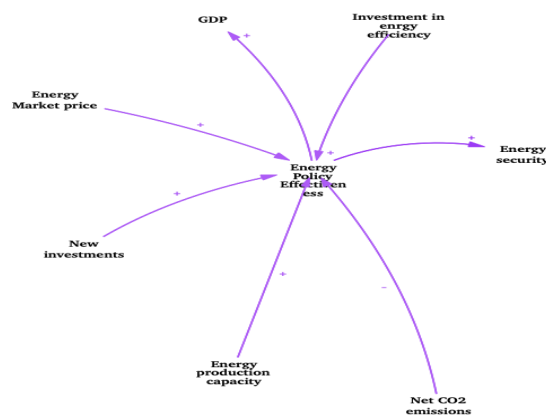 GDP
+
Investment in
enrgy
efficiency
Energy
Market price
+
+
+
Energy
security
Energy
Policy
Effectiven
ess
+
New
investments
+
-
Energy
production
capacity
Net CO2
emissions